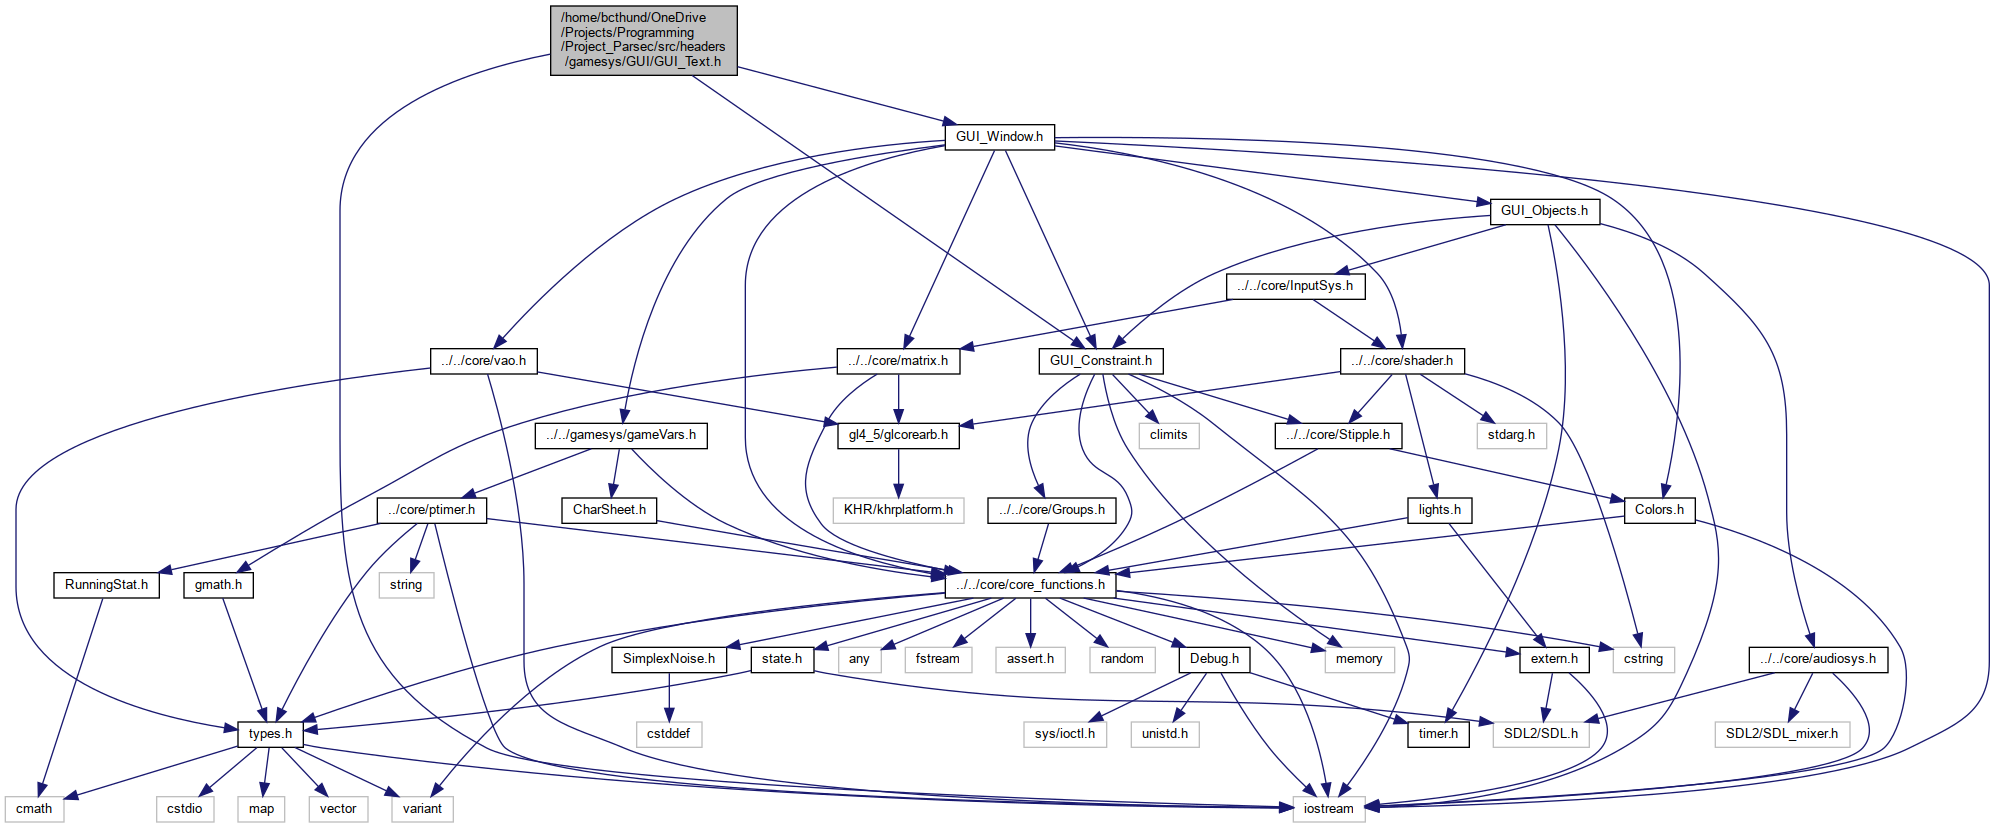 /home/bcthund/OneDrive
/Projects/Programming
/Project_Parsec/src/headers
/gamesys/GUI/GUI_Text.h
GUI_Window.h
GUI_Objects.h
../../core/InputSys.h
../../core/vao.h
../../core/matrix.h
GUI_Constraint.h
../../core/shader.h
../../gamesys/gameVars.h
gl4_5/glcorearb.h
climits
../../core/Stipple.h
stdarg.h
../core/ptimer.h
CharSheet.h
KHR/khrplatform.h
../../core/Groups.h
lights.h
Colors.h
RunningStat.h
gmath.h
string
../../core/core_functions.h
SimplexNoise.h
state.h
any
fstream
assert.h
random
Debug.h
memory
extern.h
cstring
../../core/audiosys.h
types.h
cstddef
sys/ioctl.h
unistd.h
timer.h
SDL2/SDL.h
SDL2/SDL_mixer.h
cmath
cstdio
map
vector
variant
iostream